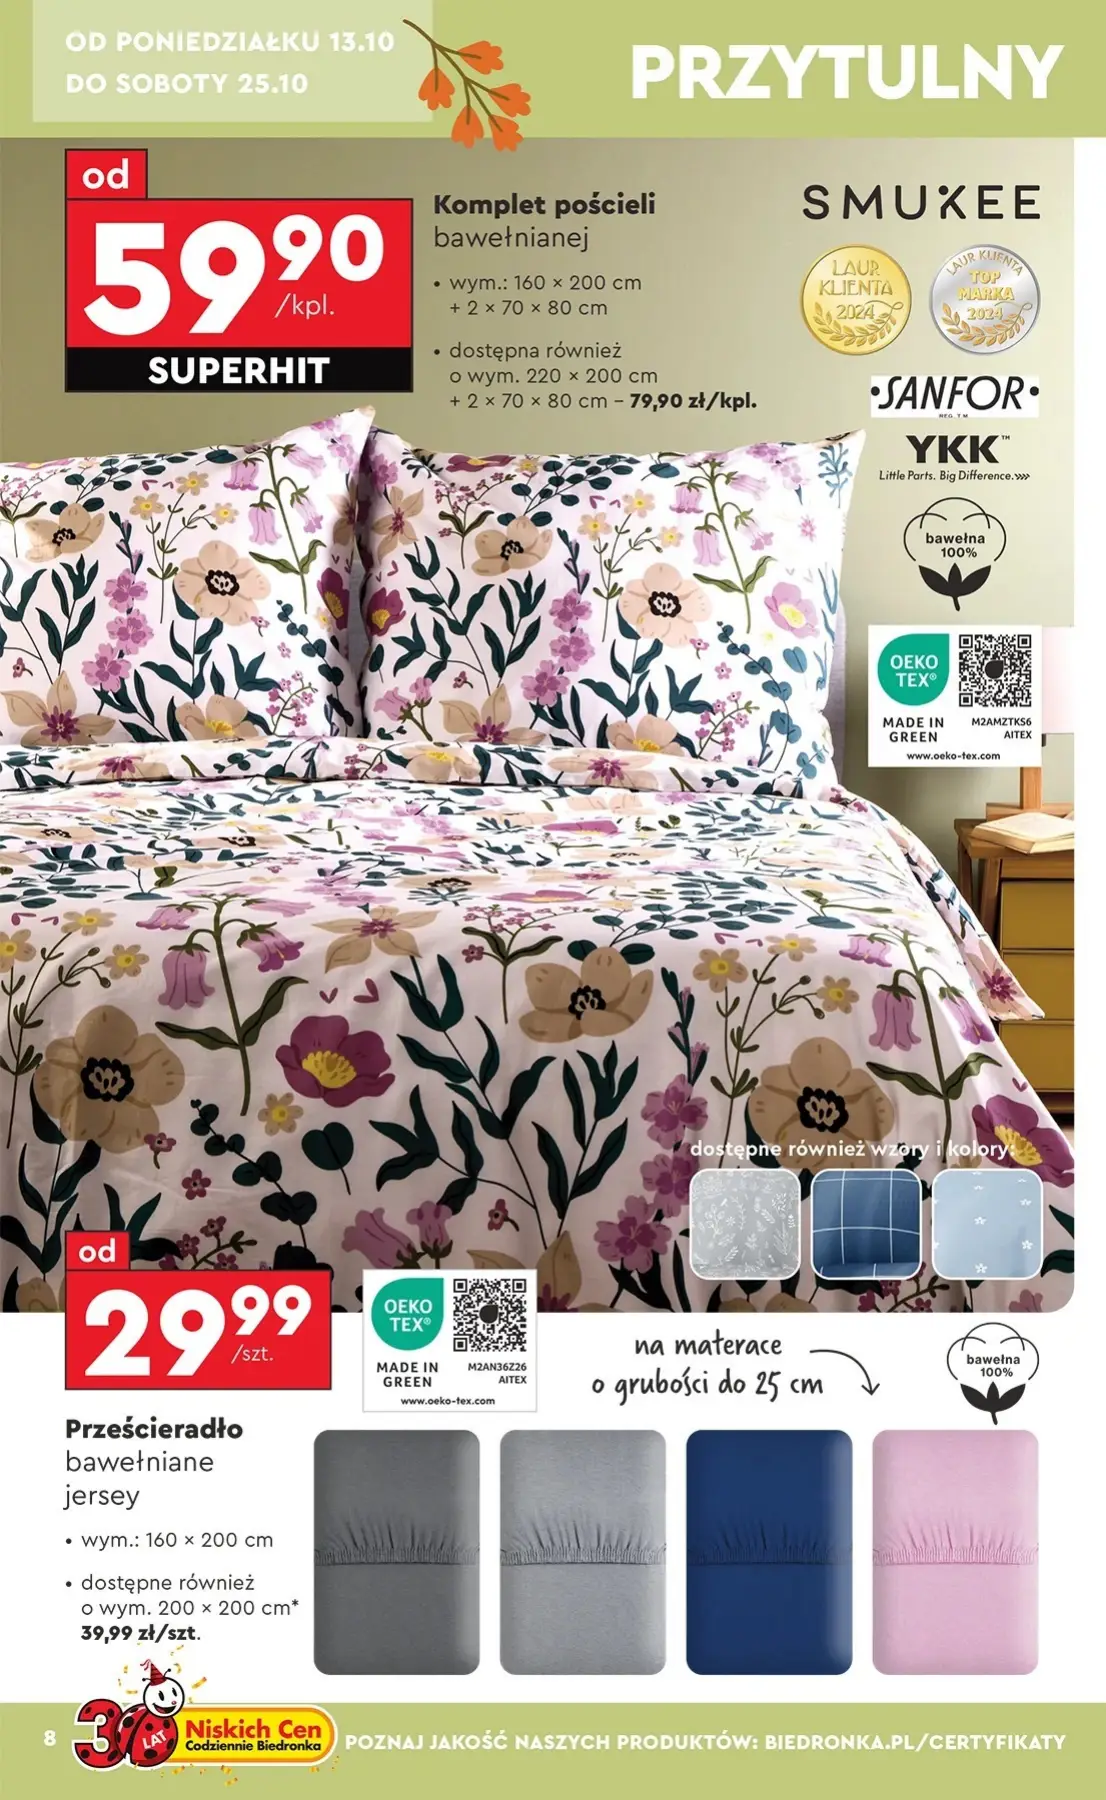 OD PONIEDZIAŁKU 13.10
DO SOBOTY 25.10
PRZYTULNY
od
59 90
/kpl.
SUPERHIT
Komplet pościeli
bawełnianej
• wym.: 160 × 200 cm
+ 2 × 70 × 80 cm
• dostępna również
o wym. 220 × 200 cm
+ 2 × 70 × 80 cm – 79,90 zł/kpl.
SMUKEE
LAUR
KLIENTA
2024
LAUR KLIENTA
TOP
MARKA
2024
•SANFOR•
REG. T.M.
YKK™
Little Parts. Big Difference.
bawełna
100%
OEKO
TEX®
MADE IN
GREEN
M2AMZTKS6
AITEX
www.oeko-tex.com
dostępne również wzory i kolory:
od
29 99
/szt.
OEKO
TEX®
MADE IN
GREEN
M2AN36Z26
AITEX
www.oeko-tex.com
na materace
o grubości do 25 cm
bawełna
100%
Prześcieradło
bawełniane
jersey
• wym.: 160 × 200 cm
• dostępne również
o wym. 200 × 200 cm*
39,99 zł/szt.
8
30
LAT
Niskich Cen
Codziennie Biedronka
POZNAJ JAKOŚĆ NASZYCH PRODUKTÓW: BIEDRONKA.PL/CERTYFIKATY